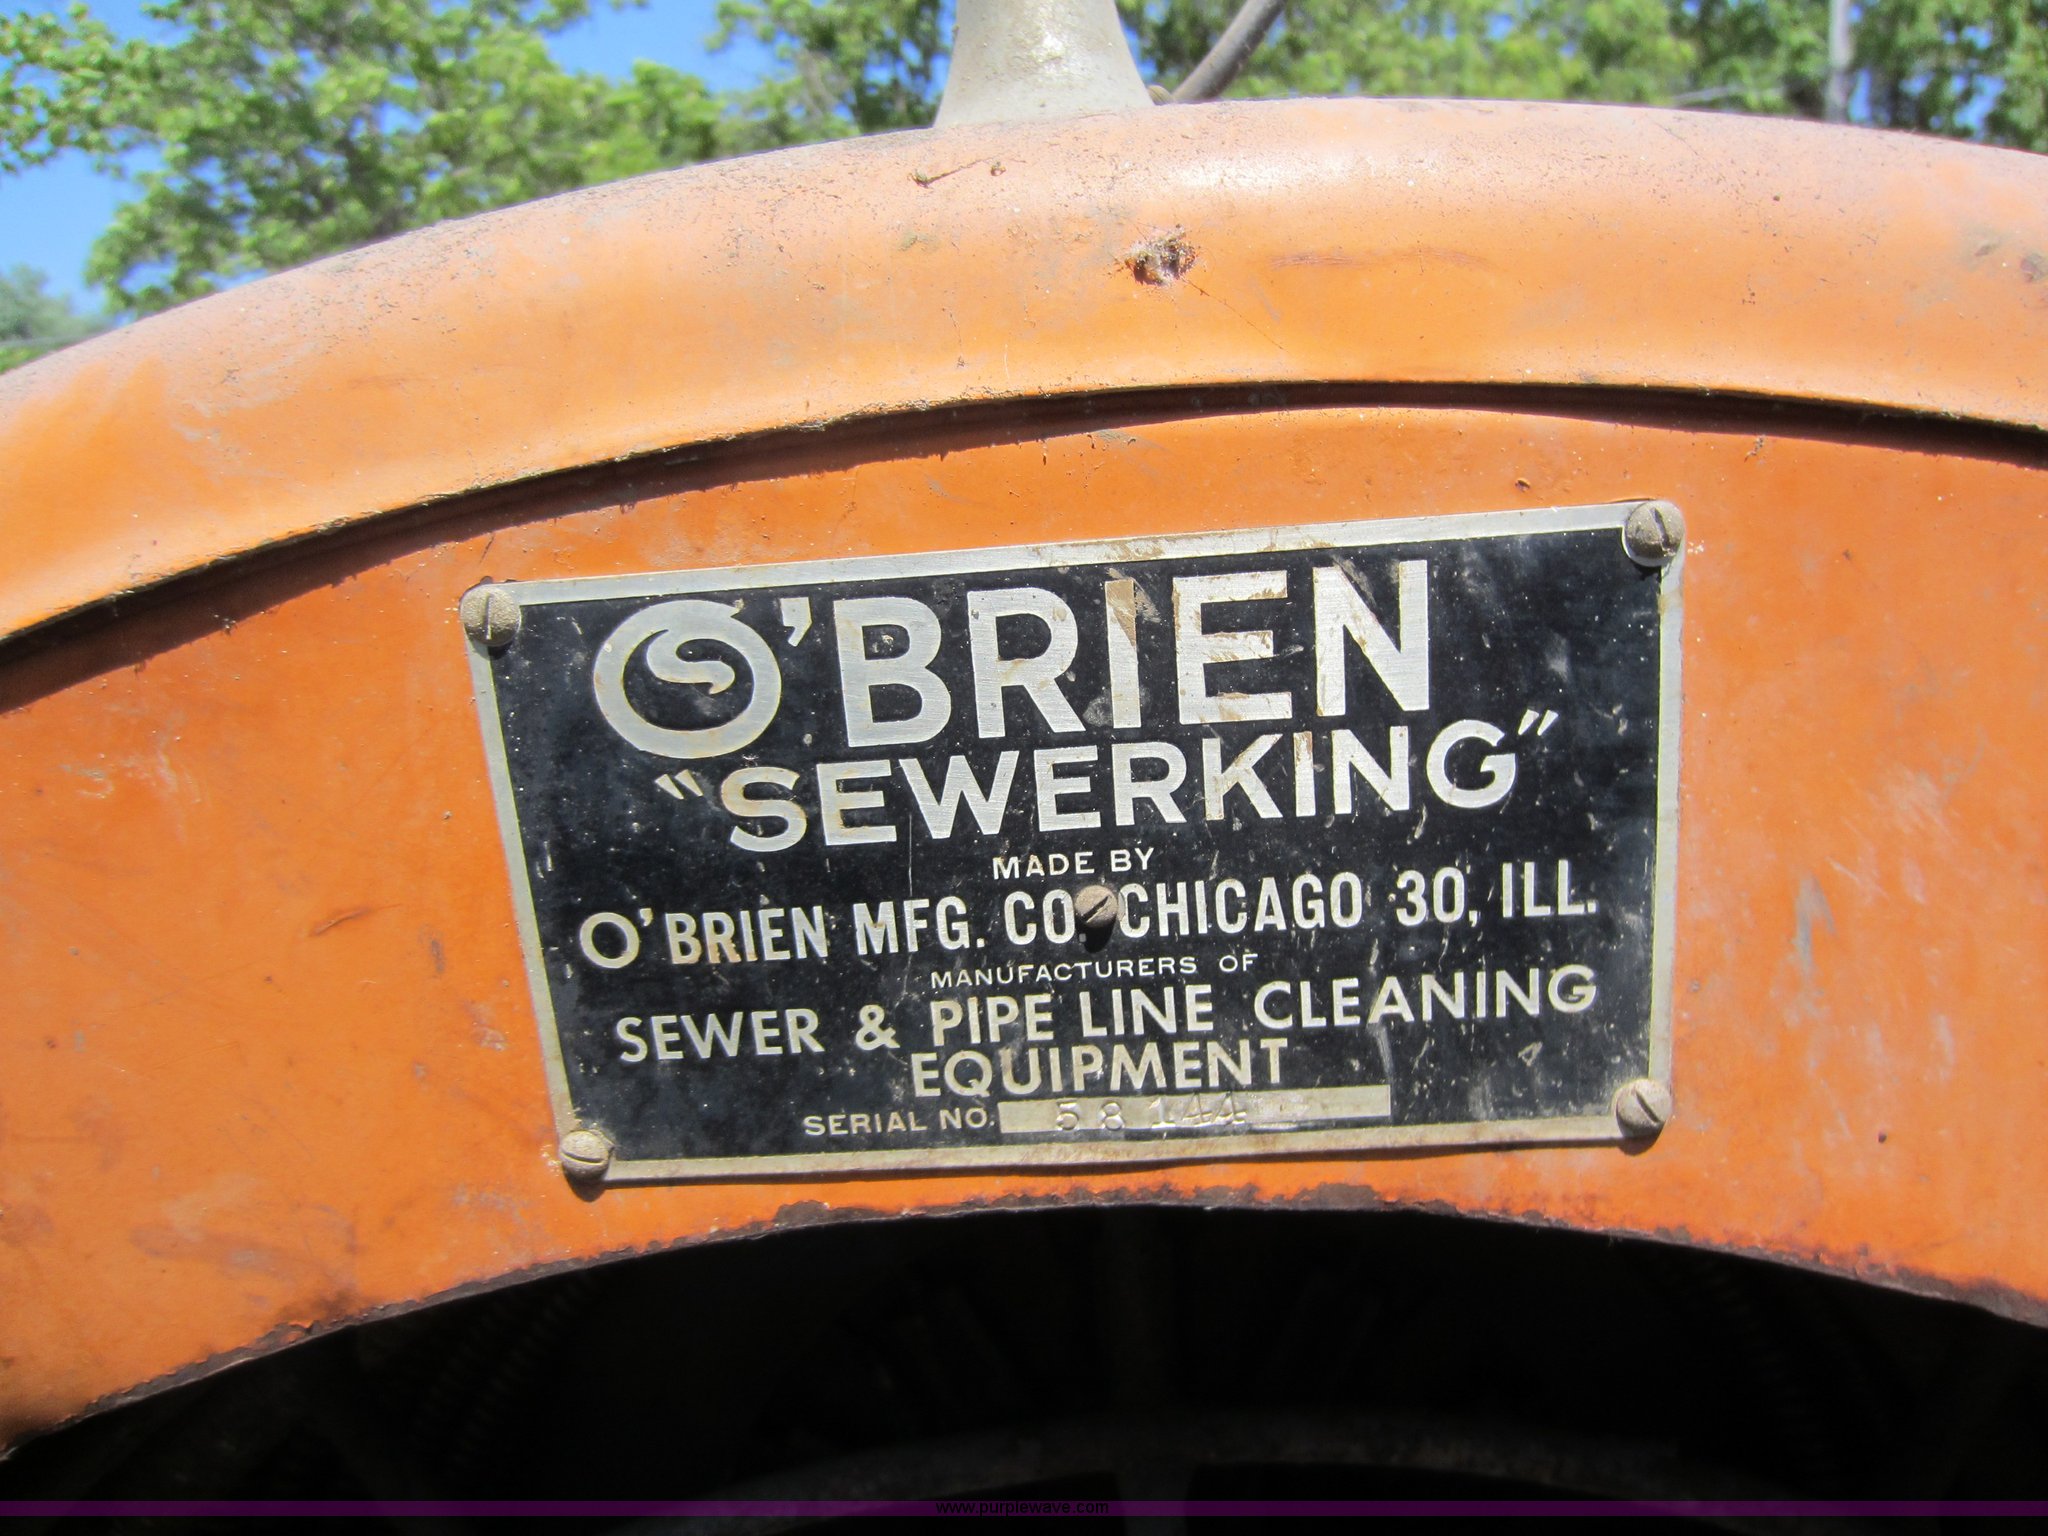 O'BRIEN
"SEWERKING"
MADE BY
O'BRIEN MFG. CO. CHICAGO 30, ILL.
MANUFACTURERS OF
SEWER & PIPE LINE CLEANING
EQUIPMENT
SERIAL NO. 58144
www.purplewave.com